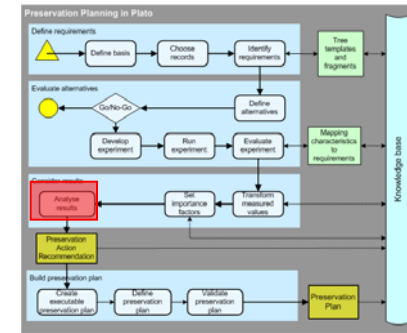 Preservation Planning in Plato
Define requirements
Define basis
Choose
records
Identify
requirements
Tree
templates
and
fragments
Evaluate alternatives
Go/No-Go
Define
alternatives
Develop
experiment
Run
experiment
Evaluate
experiment
Mapping
characteristics
to
requirements
Knowledge base
Consider results
Analyse
results
Set
importance
factors
Transform
measured
values
Preservation
Action
Recommendation
Build preservation plan
Create
executable
preservation plan
Define
preservation
plan
Validate
preservation
plan
Preservation
Plan